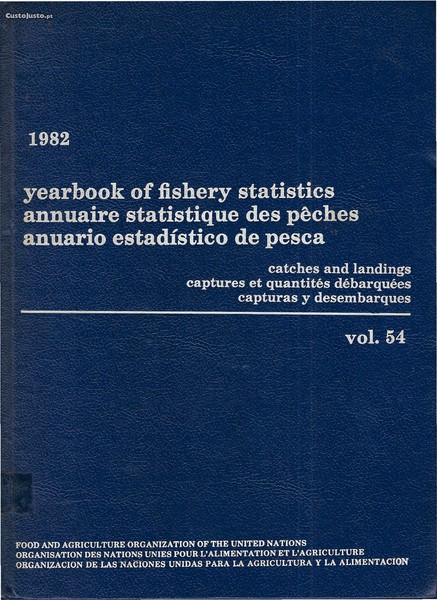 CustoJusto.pt
1982
yearbook of fishery statistics
annuaire statistique des pêches
anuario estadístico de pesca
catches and landings
captures et quantités débarquées
capturas y desembarques
vol. 54
FOOD AND AGRICULTURE ORGANIZATION OF THE UNITED NATIONS
ORGANISATION DES NATIONS UNIES POUR L'ALIMENTATION ET L'AGRICULTURE
ORGANIZACION DE LAS NACIONES UNIDAS PARA LA AGRICULTURA Y LA ALIMENTACION